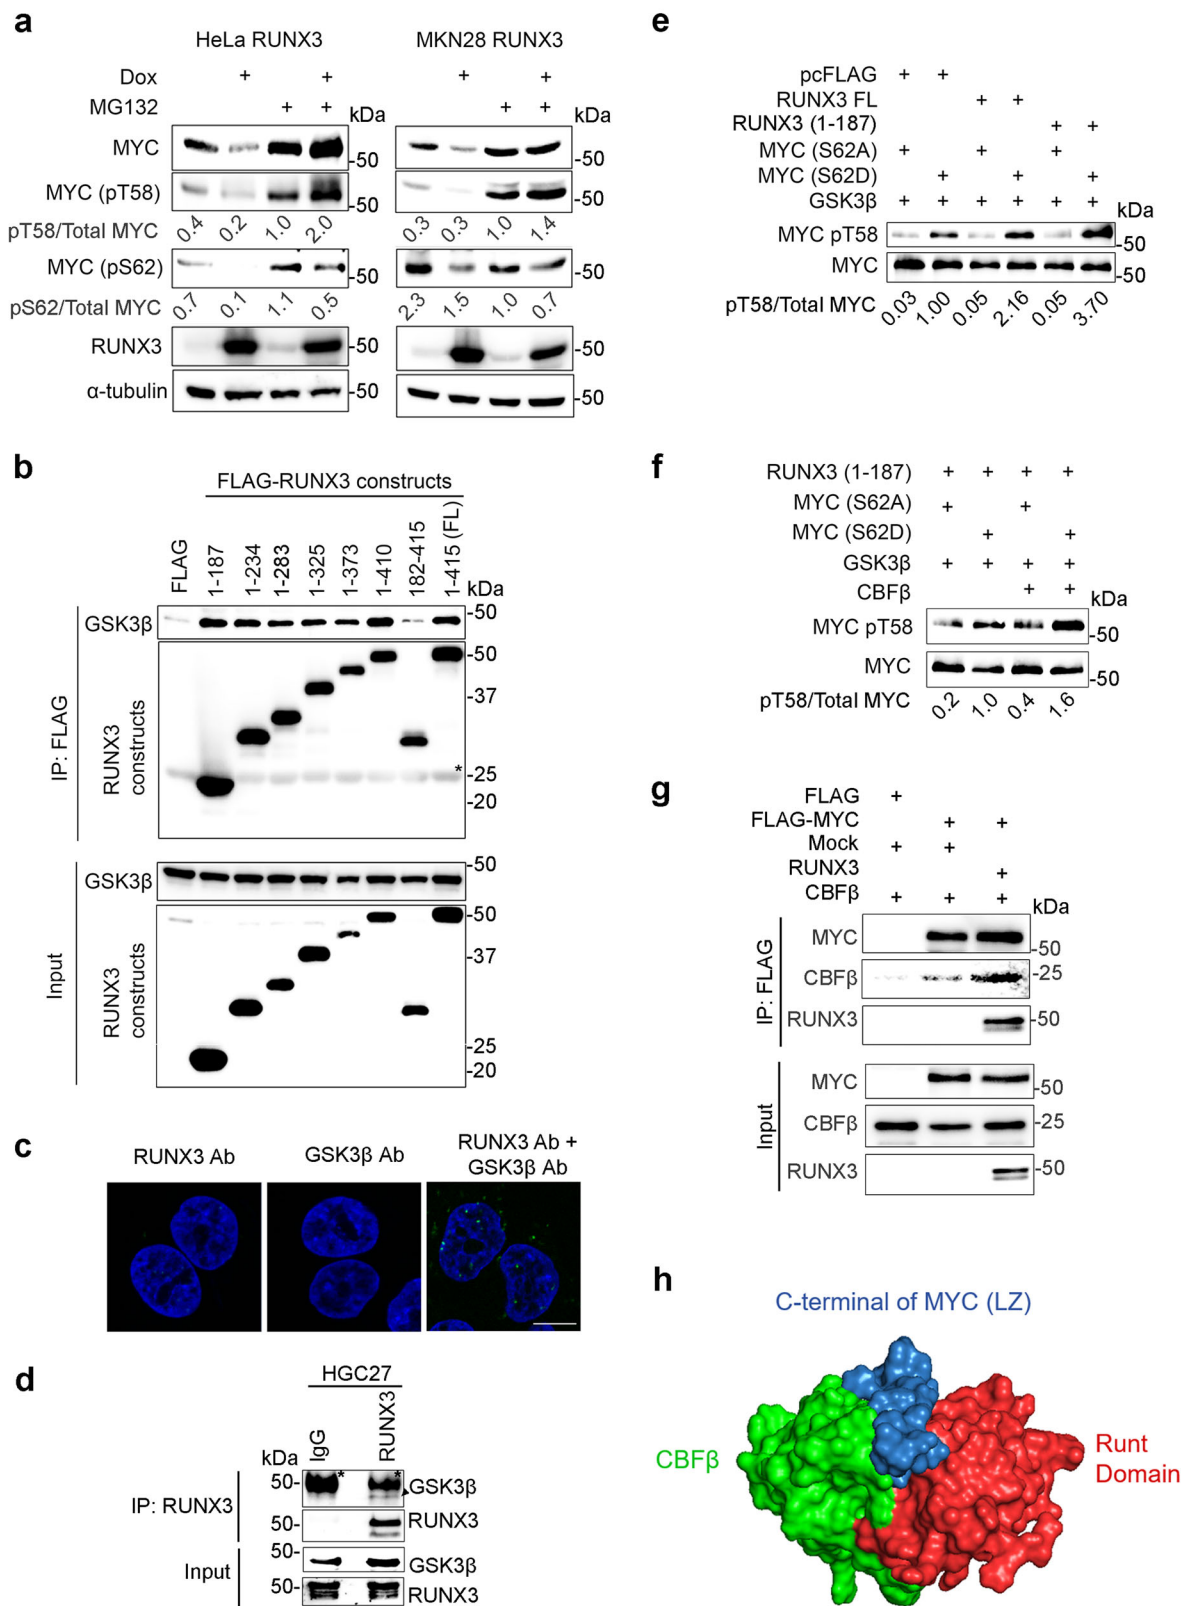 a
HeLa RUNX3 MKN28 RUNX3
Dox + + + +
MG132 + + kDa + + kDa
MYC -50 -50
MYC (pT58) -50 -50
pT58/Total MYC 0.4 0.2 1.0 2.0 0.3 0.3 1.0 1.4
MYC (pS62) -50 -50
pS62/Total MYC 0.7 0.1 1.1 0.5 2.3 1.5 1.0 0.7
RUNX3 -50 -50
α-tubulin -50 -50
b
FLAG-RUNX3 constructs
FLAG 1-187 1-234 1-283 1-325 1-373 1-410 182-415 1-415 (FL) kDa
IP: FLAG
GSK3β -50
RUNX3 constructs
-50
-37
*
-25
-20
Input
GSK3β -50
RUNX3 constructs
-50
-37
-25
-20
c
RUNX3 Ab GSK3β Ab RUNX3 Ab +
GSK3β Ab
d
HGC27
kDa IgG RUNX3
IP: RUNX3
50- * * GSK3β
50- RUNX3
Input
50- GSK3β
50- RUNX3
e
pcFLAG + +
RUNX3 FL + +
RUNX3 (1-187) + +
MYC (S62A) + + +
MYC (S62D) + + +
GSK3β + + + + + + kDa
MYC pT58 -50
MYC -50
pT58/Total MYC 0.03 1.00 0.05 2.16 0.05 3.70
f
RUNX3 (1-187) + + + +
MYC (S62A) + +
MYC (S62D) + +
GSK3β + + + +
CBFβ + + kDa
MYC pT58 -50
MYC -50
pT58/Total MYC 0.2 1.0 0.4 1.6
g
FLAG +
FLAG-MYC + +
Mock + +
RUNX3 +
CBFβ + + + kDa
IP: FLAG
MYC -50
CBFβ -25
RUNX3 -50
Input
MYC -50
CBFβ -25
RUNX3 -50
h
C-terminal of MYC (LZ)
CBFβ
Runt
Domain